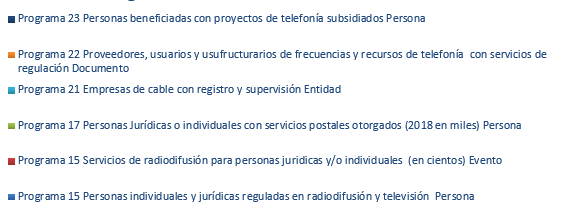 Programa 23 Personas beneficiadas con proyectos de telefonía subsidiados Persona
Programa 22 Proveedores, usuarios y usufructurarios de frecuencias y recursos de telefonía  con servicios de
regulación Documento
Programa 21 Empresas de cable con registro y supervisión Entidad
Programa 17 Personas Jurídicas o individuales con servicios postales otorgados (2018 en miles) Persona
Programa 15 Servicios de radiodifusión para personas juridicas y/o individuales  (en cientos) Evento
Programa 15 Personas individuales y jurídicas reguladas en radiodifusión y televisión  Persona